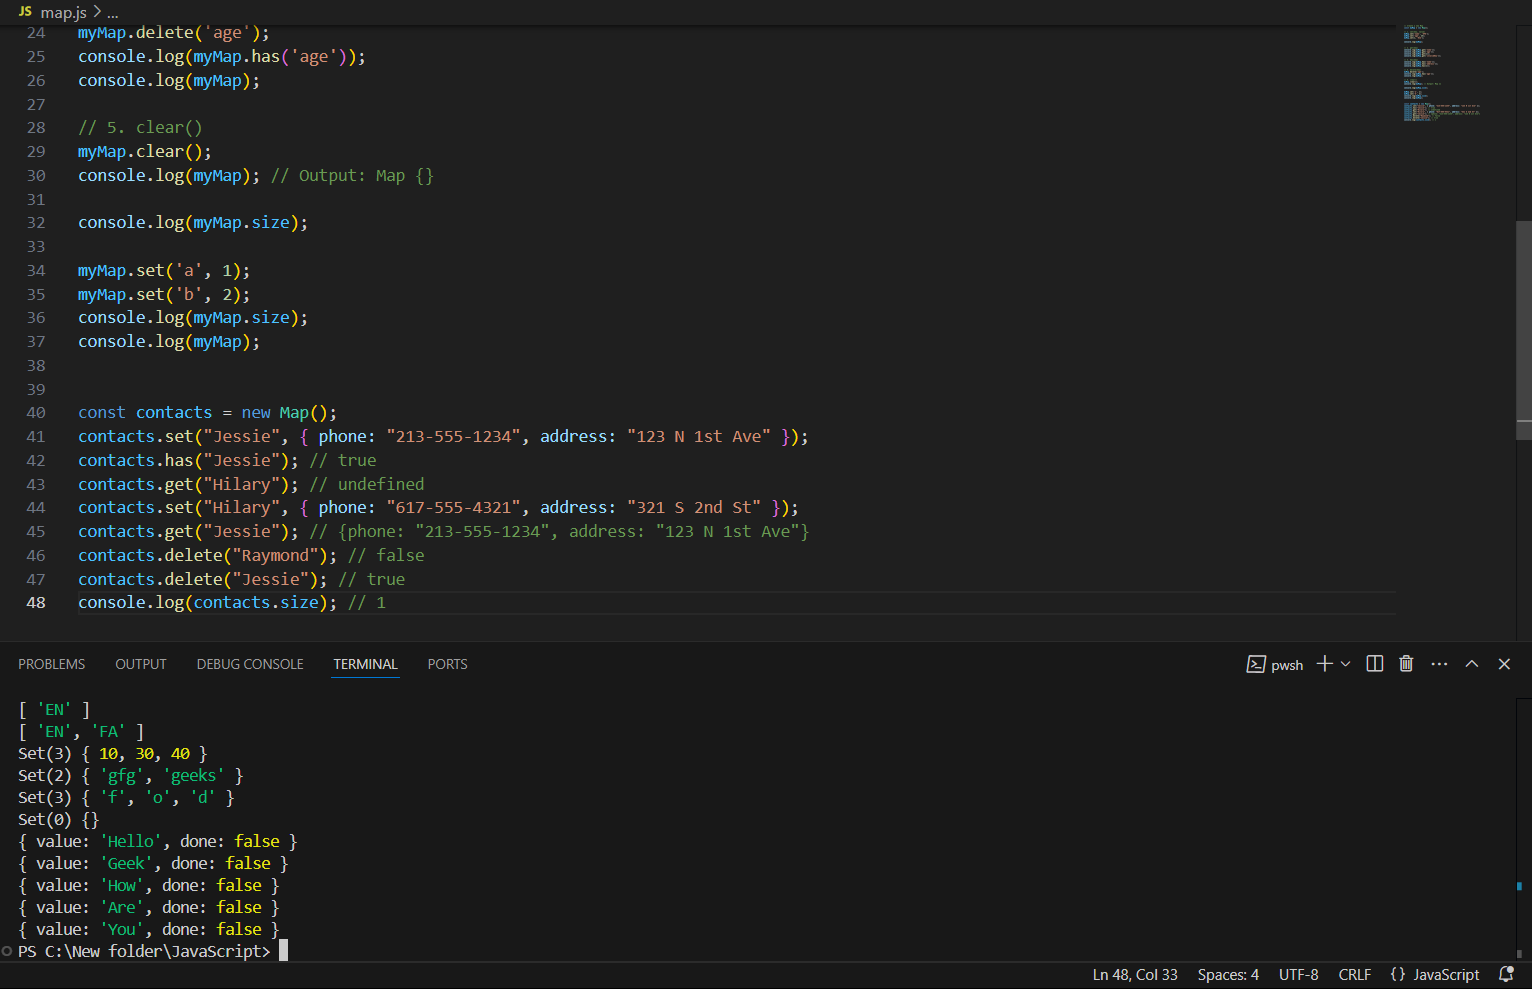 JS map.js > ...
24 myMap.delete('age');
25 console.log(myMap.has('age'));
26 console.log(myMap);
27
28 // 5. clear()
29 myMap.clear();
30 console.log(myMap); // Output: Map {}
31
32 console.log(myMap.size);
33
34 myMap.set('a', 1);
35 myMap.set('b', 2);
36 console.log(myMap.size);
37 console.log(myMap);
38
39
40 const contacts = new Map();
41 contacts.set("Jessie", { phone: "213-555-1234", address: "123 N 1st Ave" });
42 contacts.has("Jessie"); // true
43 contacts.get("Hilary"); // undefined
44 contacts.set("Hilary", { phone: "617-555-4321", address: "321 S 2nd St" });
45 contacts.get("Jessie"); // {phone: "213-555-1234", address: "123 N 1st Ave"}
46 contacts.delete("Raymond"); // false
47 contacts.delete("Jessie"); // true
48 console.log(contacts.size); // 1
PROBLEMS OUTPUT DEBUG CONSOLE TERMINAL PORTS pwsh
[ 'EN' ]
[ 'EN', 'FA' ]
Set(3) { 10, 30, 40 }
Set(2) { 'gfg', 'geeks' }
Set(3) { 'f', 'o', 'd' }
Set(0) {}
{ value: 'Hello', done: false }
{ value: 'Geek', done: false }
{ value: 'How', done: false }
{ value: 'Are', done: false }
{ value: 'You', done: false }
PS C:\New folder\JavaScript>
Ln 48, Col 33 Spaces: 4 UTF-8 CRLF {} JavaScript